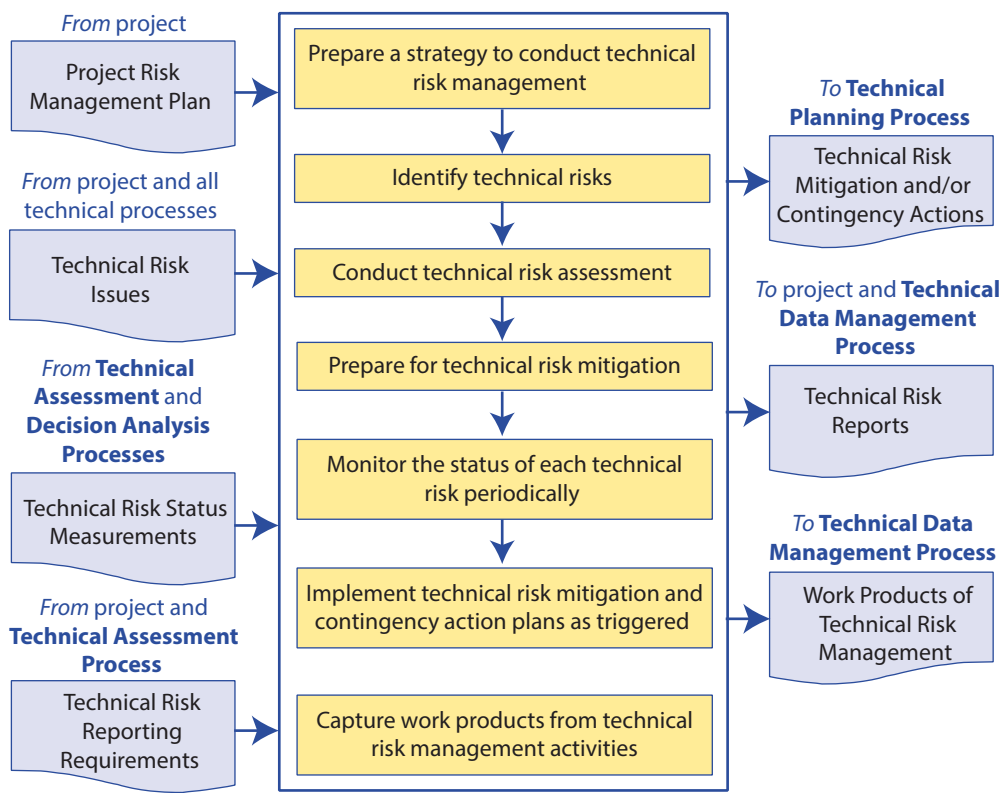 From project
Project Risk
Management Plan
From project and all
technical processes
Technical Risk
Issues
From Technical
Assessment and
Decision Analysis
Processes
Technical Risk Status
Measurements
From project and
Technical Assessment
Process
Technical Risk
Reporting
Requirements
Prepare a strategy to conduct technical
risk management
Identify technical risks
Conduct technical risk assessment
Prepare for technical risk mitigation
Monitor the status of each technical
risk periodically
Implement technical risk mitigation and
contingency action plans as triggered
Capture work products from technical
risk management activities
To Technical
Planning Process
Technical Risk
Mitigation and/or
Contingency Actions
To project and Technical
Data Management
Process
Technical Risk
Reports
To Technical Data
Management Process
Work Products of
Technical Risk
Management